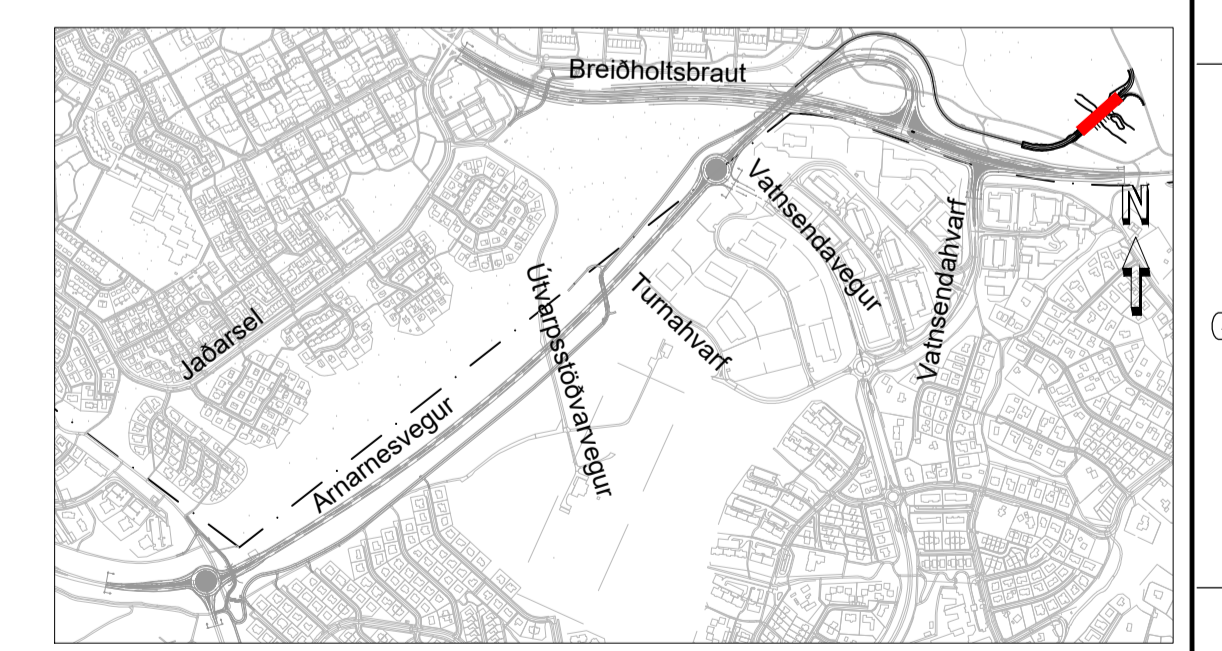 Breiðholtsbraut
Vatnsendavegur
Vatnsendahvarf
N
Útvarpsstöðvarvegur
Turnahvarf
Jaðarsel
Arnarnesvegur